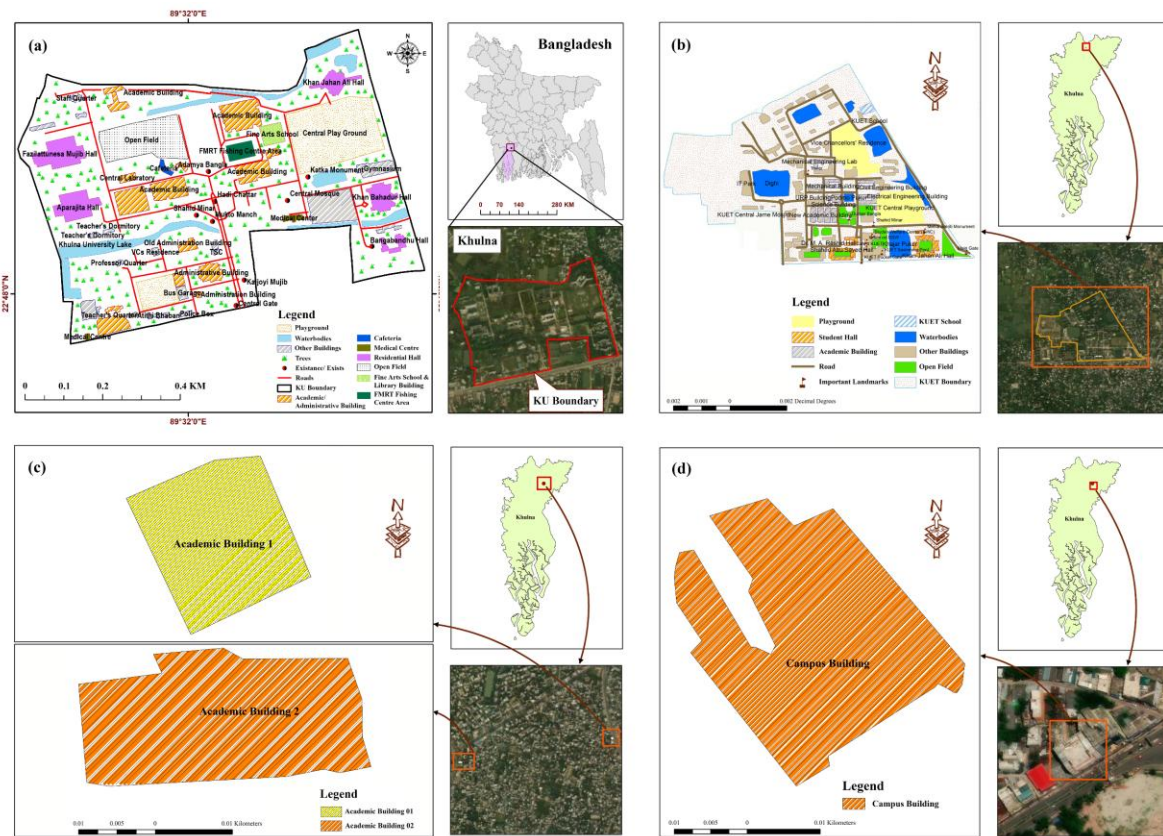 89°32'0"E
(a)
N
W
E
S
Khan Jahan Ali Hall
Staff Quarter
Academic Building
Academic Building
Fine Arts School
Central Play Ground
Open Field
FMRT Fishing Centre Area
Fazilattunesa Mujib Hall
Adamya Bangla
Central Labratory
Academic Building
Academic Building
Katka Monument
Gymnasium
Central Mosque
Khan Bahadur Hall
Aparajita Hall
Hadi Chattar
Shahid Minar
Mukto Manch
Medical Center
Teacher's Dormitory
Teacher's Dormitory
Khulna University Lake
Old Administration Building
VCs Residence
TSC
Bangabandhu Hall
Professor Quarter
Administrative Building
Kaljoyi Mujib
Bus Garage
Administration Building
Central Gate
Police Box
Medical Centre
22°48'0"N
Legend
Playground
Waterbodies
Other Buildings
Trees
Existance/ Exists
Roads
KU Boundary
Academic/
Administrative Building
Cafeteria
Medical Centre
Residential Hall
Open Field
Fine Arts School &
Library Building
FMRT Fishing
Centre Area
0
0.1
0.2
0.4 KM
89°32'0"E
Bangladesh
0
70
140
280 KM
Khulna
KU Boundary
(b)
N
KUET School
Vice Chancellors' Residence
Mechanical Engineering Lab
IT Park
Dighi
Mechanical Building
Electrical Engineering Building
KUET Central Playground
Shahid Minar
Legend
Playground
Student Hall
Academic Building
Road
Important Landmarks
KUET School
Waterbodies
Other Buildings
Open Field
KUET Boundary
0.002
0.001
0
0.002 Decimal Degrees
Khulna
(c)
N
Academic Building 1
Academic Building 2
Legend
Academic Building 01
Academic Building 02
0.01
0.005
0
0.01 Kilometers
Khulna
(d)
N
Campus Building
Legend
Campus Building
0.01
0.005
0
0.01 Kilometers
Khulna